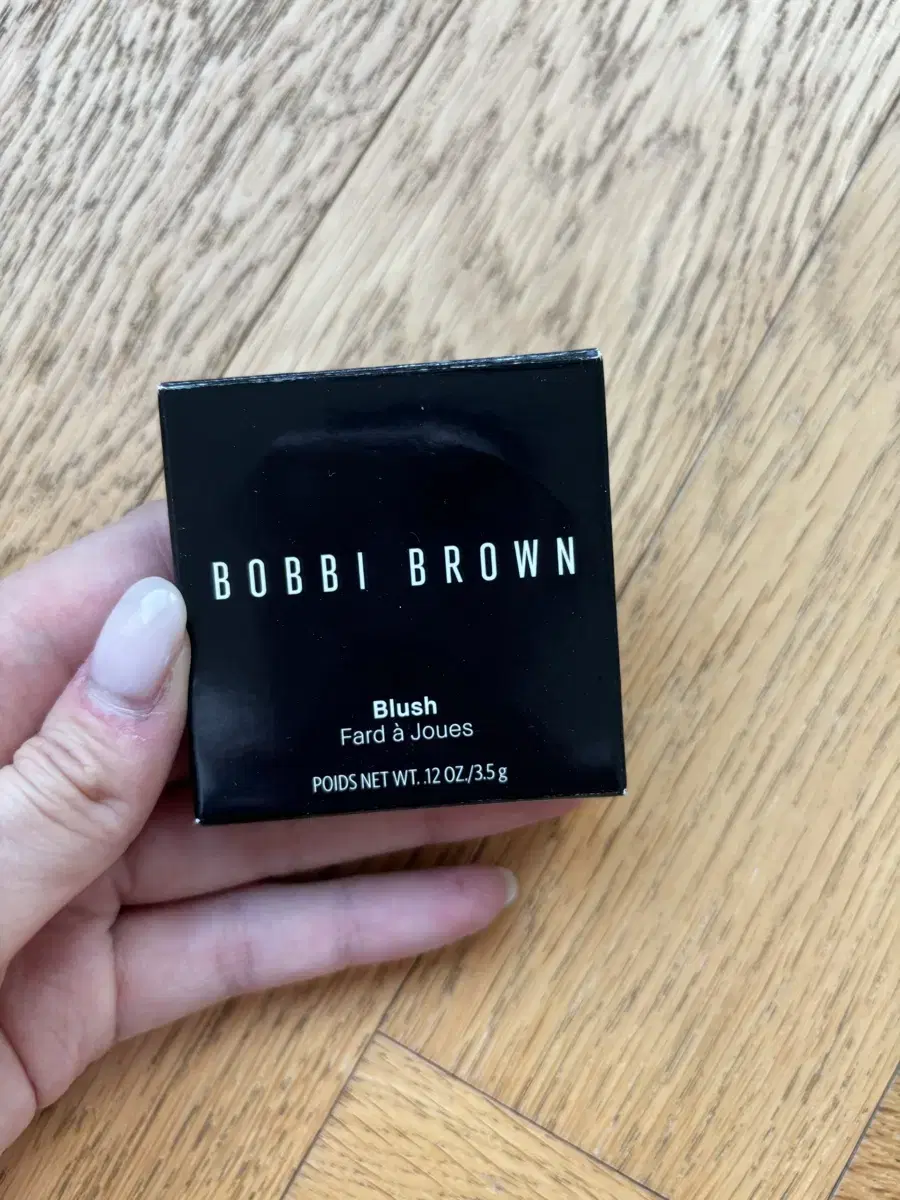 BOBBI BROWN
Blush
Fard à Joues
POIDS NET WT. .12 OZ./3.5 g